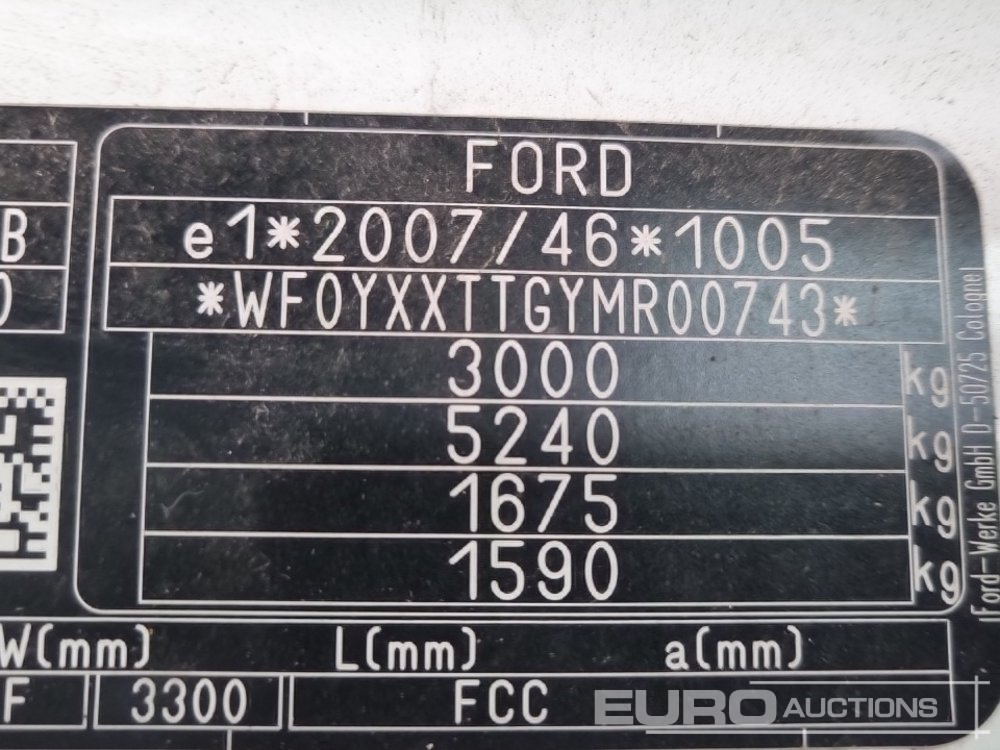 FORD
B
e1*2007/46*1005
*WF0YXXTTGYMR00743*
3000 kg
5240 kg
1675 kg
1590 kg
Ford-Werke GmbH D-50725 Cologne
W(mm) L(mm) a(mm)
F 3300 FCC
EURO AUCTIONS